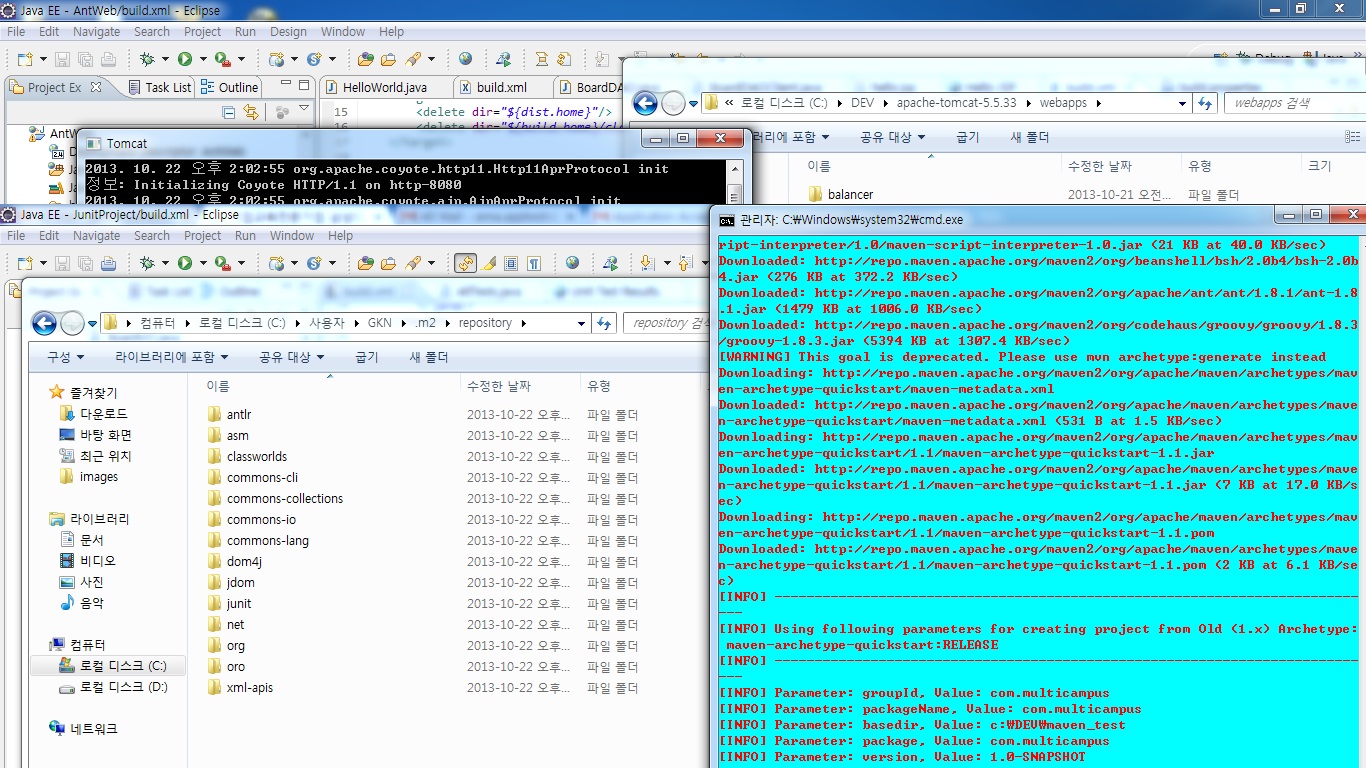 Java EE - AntWeb/build.xml - Eclipse
File Edit Navigate Search Project Run Design Window Help
Project Ex Task List Outline
HelloWorld.java build.xml BoardDA
15 <delete dir="${dist.home}"/>
16 <delete dir="${build.home}/cla
« 로컬 디스크 (C:) DEV apache-tomcat-5.5.33 webapps webapps 검색
리에 포함 공유 대상 굽기 새 폴더
이름 수정한 날짜 유형 크기
balancer 2013-10-21 오전... 파일 폴더
AntWe
Tomcat
2013. 10. 22 오후 2:02:55 org.apache.coyote.http11.Http11AprProtocol init
정보: Initializing Coyote HTTP/1.1 on http-8080
2013. 10. 22 오후 2:02:55 org.apache.coyote.ajp.AjpAprProtocol init
Java EE - JunitProject/build.xml - Eclipse
File Edit Navigate Search Project Run Window Help
컴퓨터 로컬 디스크 (C:) 사용자 GKN .m2 repository repository 검색
구성 라이브러리에 포함 공유 대상 굽기 새 폴더
즐겨찾기
다운로드
바탕 화면
최근 위치
images
라이브러리
문서
비디오
사진
음악
컴퓨터
로컬 디스크 (C:)
로컬 디스크 (D:)
네트워크
이름 수정한 날짜 유형
antlr 2013-10-22 오후... 파일 폴더
asm 2013-10-22 오후... 파일 폴더
classworlds 2013-10-22 오후... 파일 폴더
commons-cli 2013-10-22 오후... 파일 폴더
commons-collections 2013-10-22 오후... 파일 폴더
commons-io 2013-10-22 오후... 파일 폴더
commons-lang 2013-10-22 오후... 파일 폴더
dom4j 2013-10-22 오후... 파일 폴더
jdom 2013-10-22 오후... 파일 폴더
junit 2013-10-22 오후... 파일 폴더
net 2013-10-22 오후... 파일 폴더
org 2013-10-22 오후... 파일 폴더
oro 2013-10-22 오후... 파일 폴더
xml-apis 2013-10-22 오후... 파일 폴더
관리자: C:₩Windows₩system32₩cmd.exe
ript-interpreter/1.0/maven-script-interpreter-1.0.jar (21 KB at 40.0 KB/sec)
Downloaded: http://repo.maven.apache.org/maven2/org/beanshell/bsh/2.0b4/bsh-2.0b
4.jar (276 KB at 372.2 KB/sec)
Downloaded: http://repo.maven.apache.org/maven2/org/apache/ant/ant/1.8.1/ant-1.8
.1.jar (1479 KB at 1006.0 KB/sec)
Downloaded: http://repo.maven.apache.org/maven2/org/codehaus/groovy/groovy/1.8.3
/groovy-1.8.3.jar (5394 KB at 1307.4 KB/sec)
[WARNING] This goal is deprecated. Please use mvn archetype:generate instead
Downloading: http://repo.maven.apache.org/maven2/org/apache/maven/archetypes/mav
en-archetype-quickstart/maven-metadata.xml
Downloaded: http://repo.maven.apache.org/maven2/org/apache/maven/archetypes/mave
n-archetype-quickstart/maven-metadata.xml (531 B at 1.5 KB/sec)
Downloading: http://repo.maven.apache.org/maven2/org/apache/maven/archetypes/mav
en-archetype-quickstart/1.1/maven-archetype-quickstart-1.1.jar
Downloaded: http://repo.maven.apache.org/maven2/org/apache/maven/archetypes/mave
n-archetype-quickstart/1.1/maven-archetype-quickstart-1.1.jar (7 KB at 17.0 KB/s
ec)
Downloading: http://repo.maven.apache.org/maven2/org/apache/maven/archetypes/mav
en-archetype-quickstart/1.1/maven-archetype-quickstart-1.1.pom
Downloaded: http://repo.maven.apache.org/maven2/org/apache/maven/archetypes/mave
n-archetype-quickstart/1.1/maven-archetype-quickstart-1.1.pom (2 KB at 6.1 KB/se
c)
[INFO] -------------------------------------------------------------------------
---
[INFO] Using following parameters for creating project from Old (1.x) Archetype:
maven-archetype-quickstart:RELEASE
[INFO] -------------------------------------------------------------------------
---
[INFO] Parameter: groupId, Value: com.multicampus
[INFO] Parameter: packageName, Value: com.multicampus
[INFO] Parameter: basedir, Value: c:₩DEV₩maven_test
[INFO] Parameter: package, Value: com.multicampus
[INFO] Parameter: version, Value: 1.0-SNAPSHOT